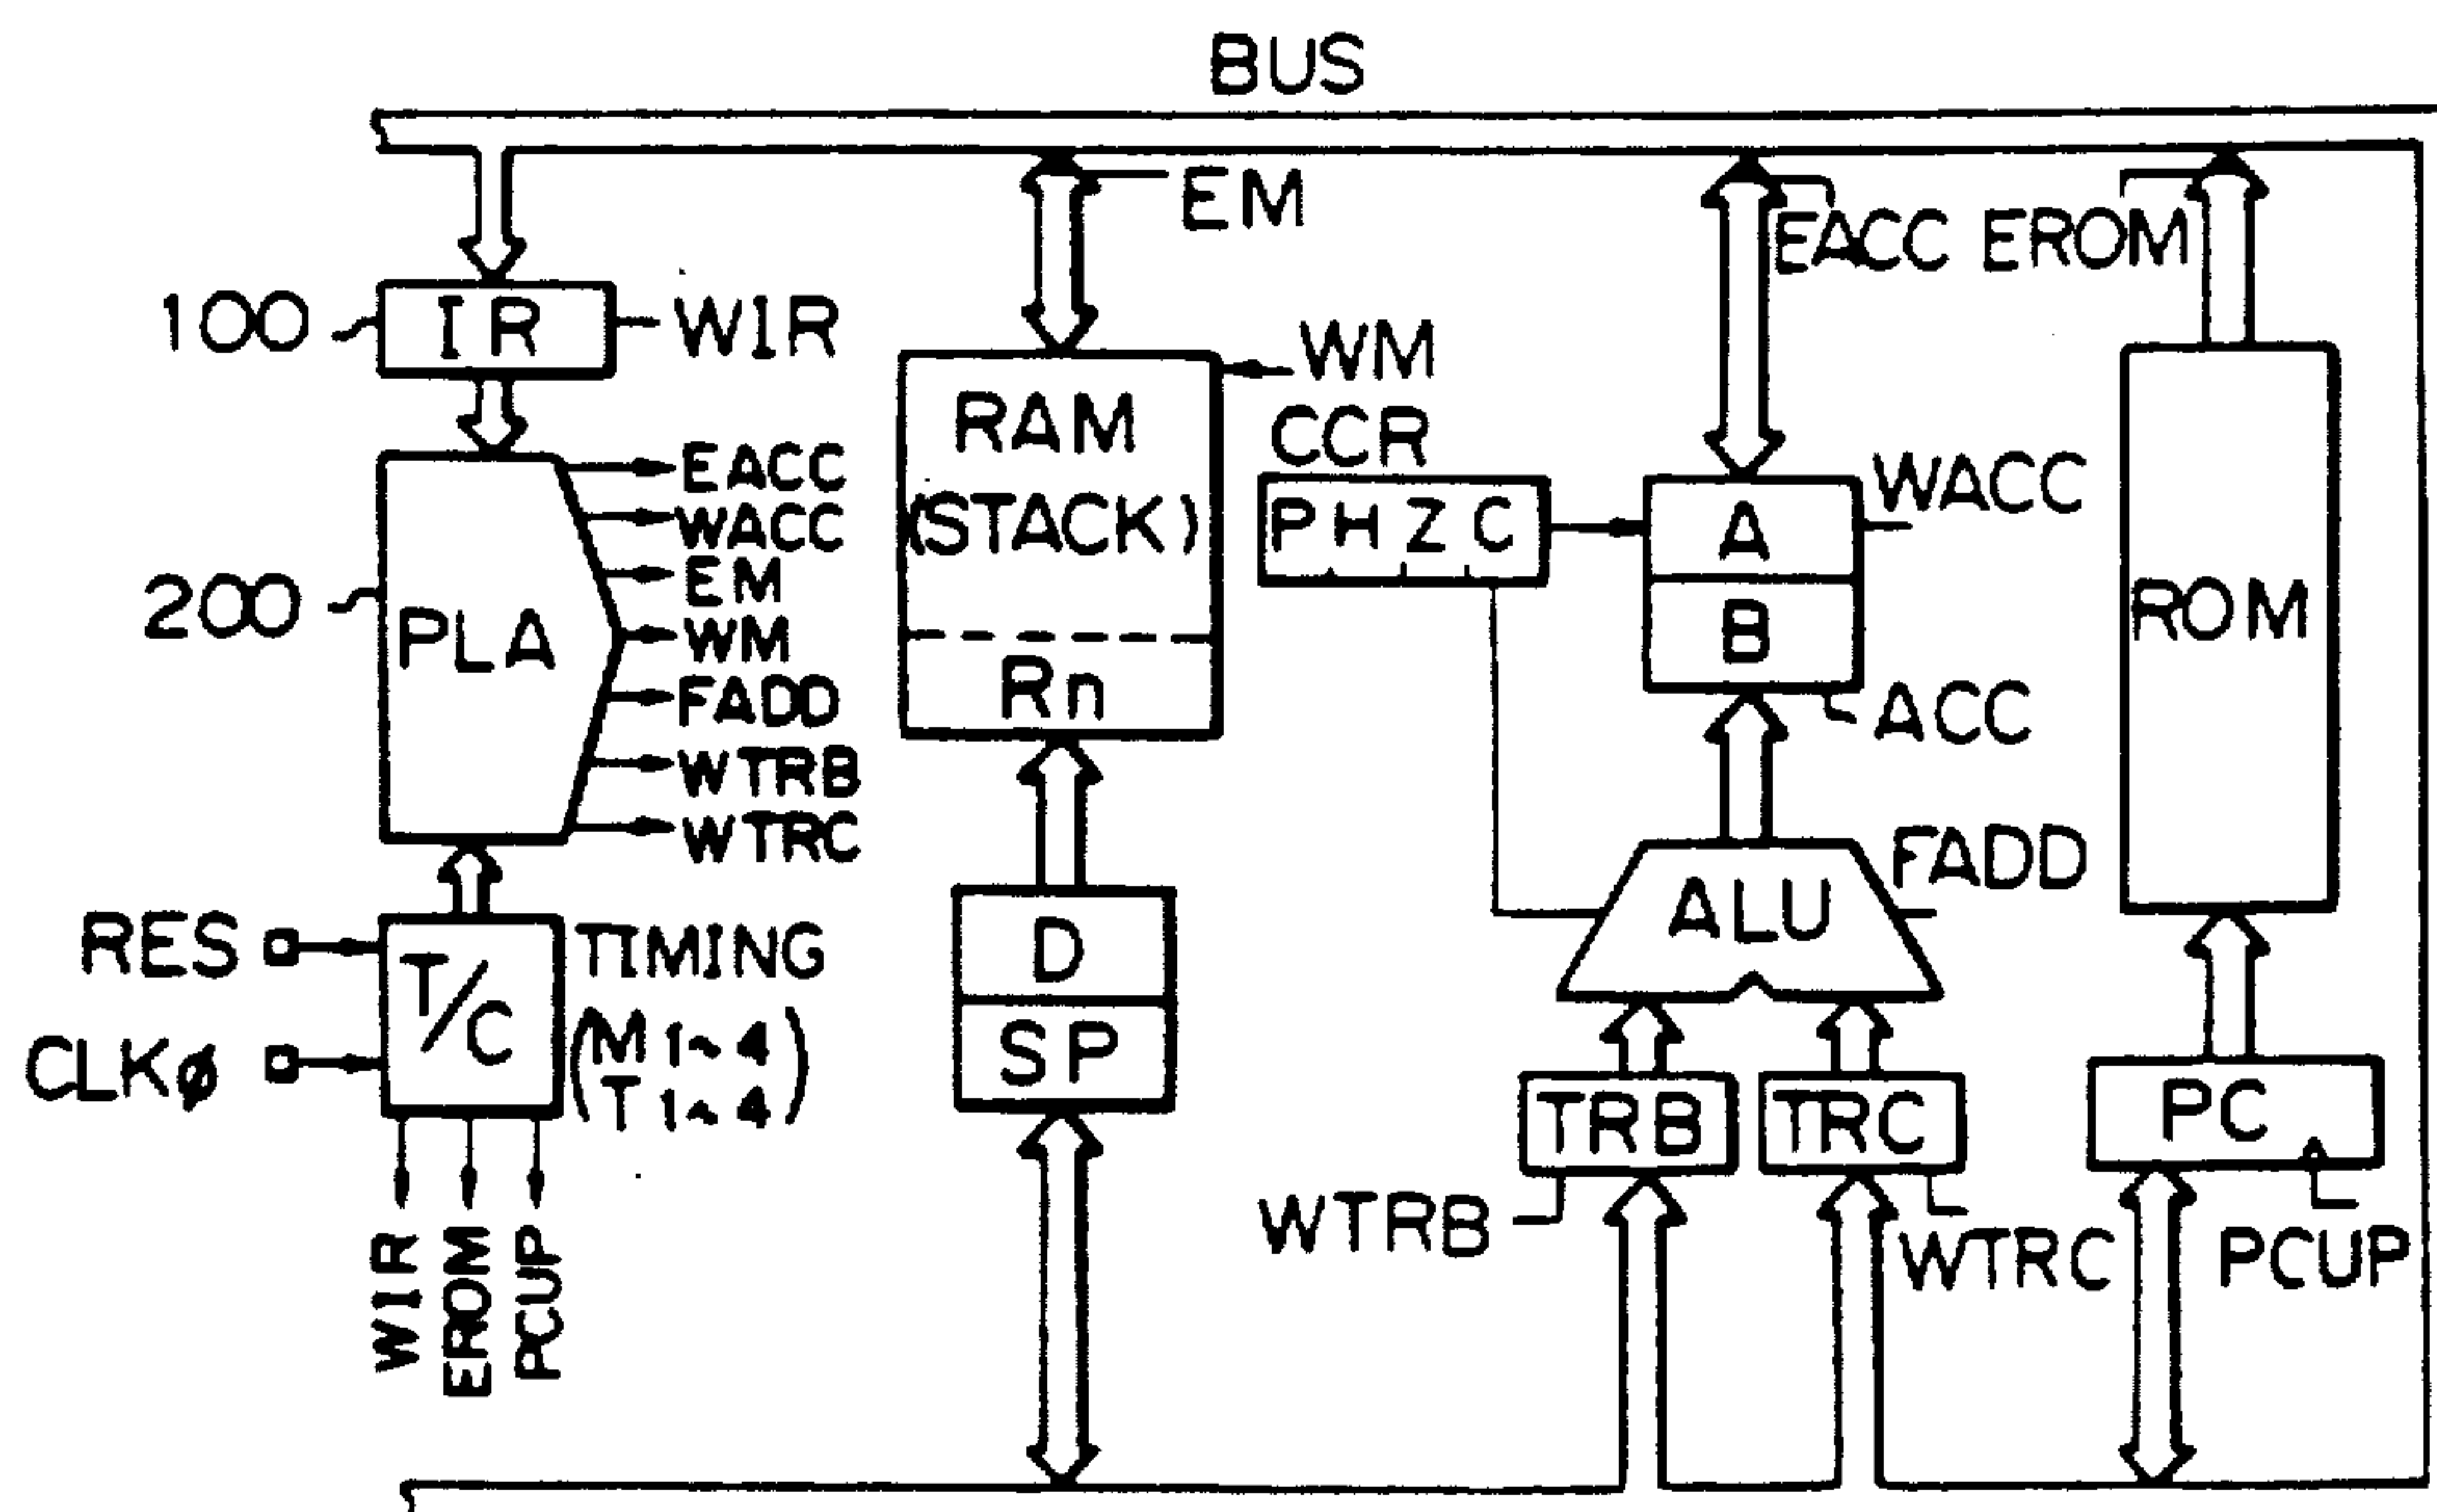 BUS
EM
EACC EROM
100
IR
WIR
WM
CCR
RAM
(STACK)
Rn
PHZC
A
B
WACC
ACC
ROM
200
PLA
EACC
WACC
EM
WM
FADD
WTRB
WTRC
FADD
ALU
RES
CLKφ
T/C
TIMING
(M1~4
T1~4)
D
SP
TRB
TRC
PC
WTRB
WTRC
PCUP
WIR
EROM
PCUP